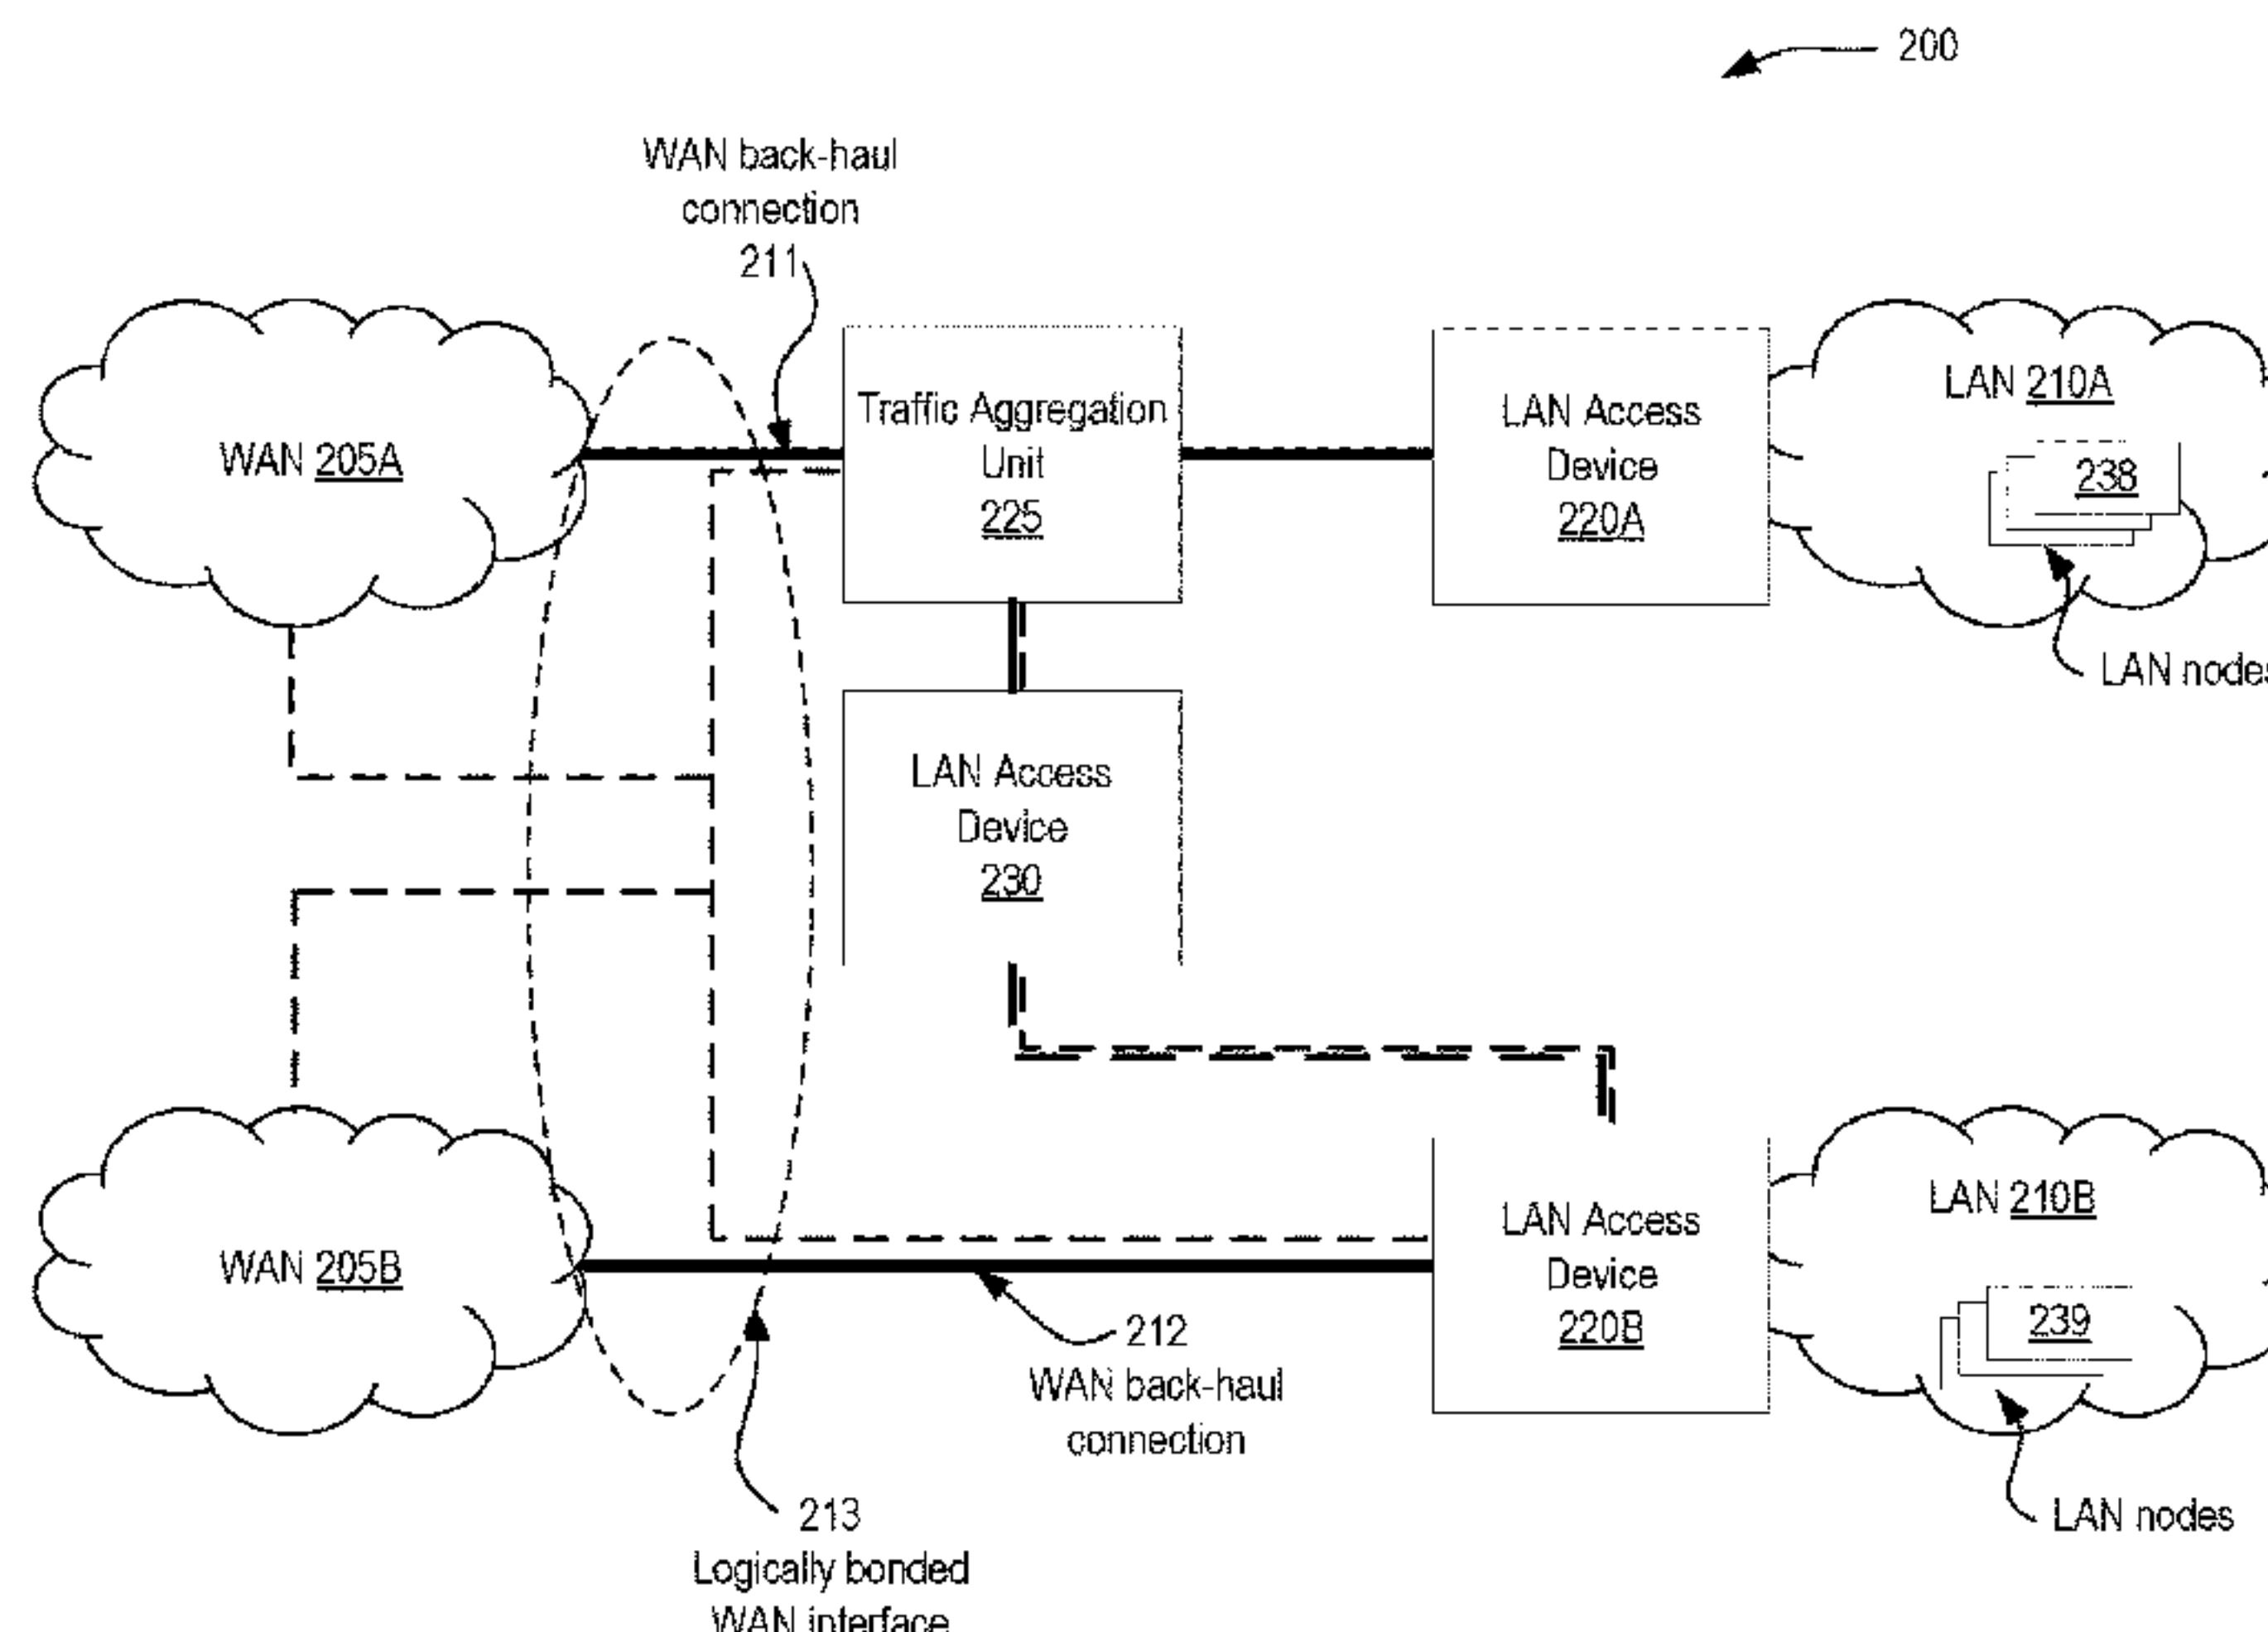 200
WAN back-haul
connection
211
WAN 205A
Traffic Aggregation
Unit
225
LAN Access
Device
220A
LAN 210A
238
LAN nodes
LAN Access
Device
230
WAN 205B
LAN Access
Device
220B
LAN 210B
239
LAN nodes
212
WAN back-haul
connection
213
Logically bonded
WAN interface